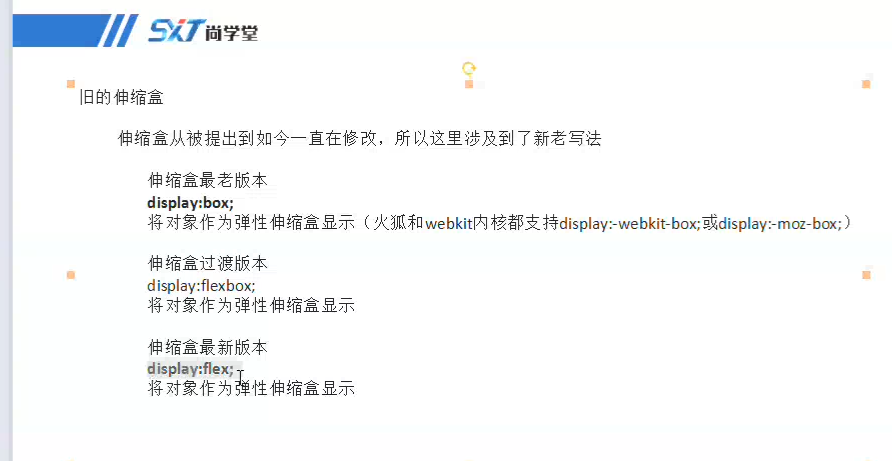 SXT尚学堂
旧的伸缩盒
伸缩盒从被提出到如今一直在修改，所以这里涉及到了新老写法
伸缩盒最老版本
display:box;
将对象作为弹性伸缩盒显示（火狐和webkit内核都支持display:-webkit-box;或display:-moz-box;）
伸缩盒过渡版本
display:flexbox;
将对象作为弹性伸缩盒显示
伸缩盒最新版本
display:flex;
将对象作为弹性伸缩盒显示